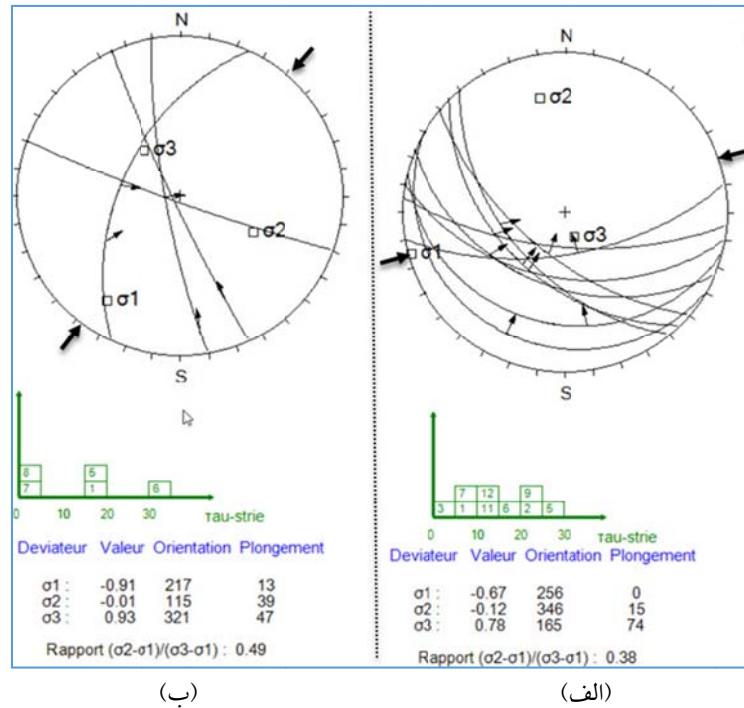 N
σ3
σ2
σ1
S
8
7
5
1
6
0 10 20 30
Tau-strie
Deviateur Valeur Orientation Plongement
σ1 : -0.91 217 13
σ2 : -0.01 115 39
σ3 : 0.93 321 47
Rapport (σ2-σ1)/(σ3-σ1) : 0.49
(ب)
N
σ2
σ3
σ1
S
7 12 9
3 1 11 6 2 5
0 10 20 30
Tau-strie
Deviateur Valeur Orientation Plongement
σ1 : -0.67 256 0
σ2 : -0.12 346 15
σ3 : 0.78 165 74
Rapport (σ2-σ1)/(σ3-σ1) : 0.38
(الف)